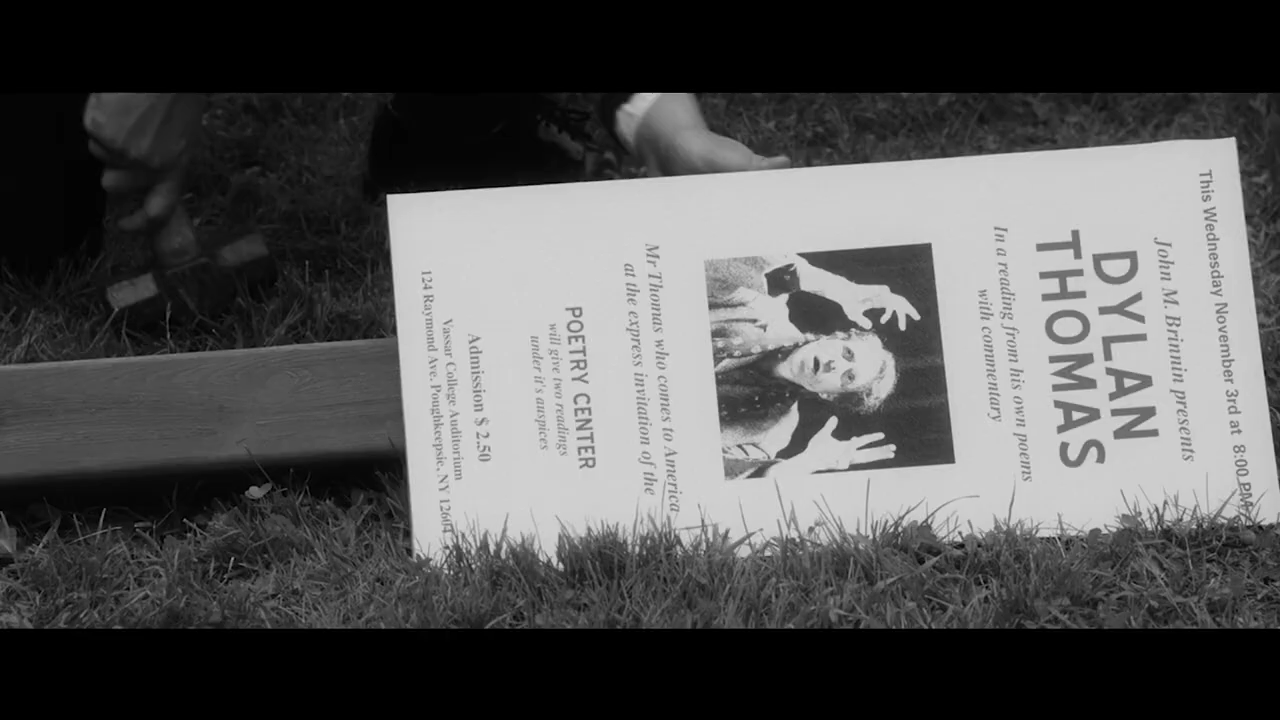 This Wednesday November 3rd at 8:00 PM
John M. Brinnin presents
DYLAN
THOMAS
In a reading from his own poems
with commentary
Mr Thomas who comes to America
at the express invitation of the
POETRY CENTER
will give two readings
under it's auspices
Admission $ 2.50
Vassar College Auditorium
124 Raymond Ave. Poughkeepsie, NY 12604